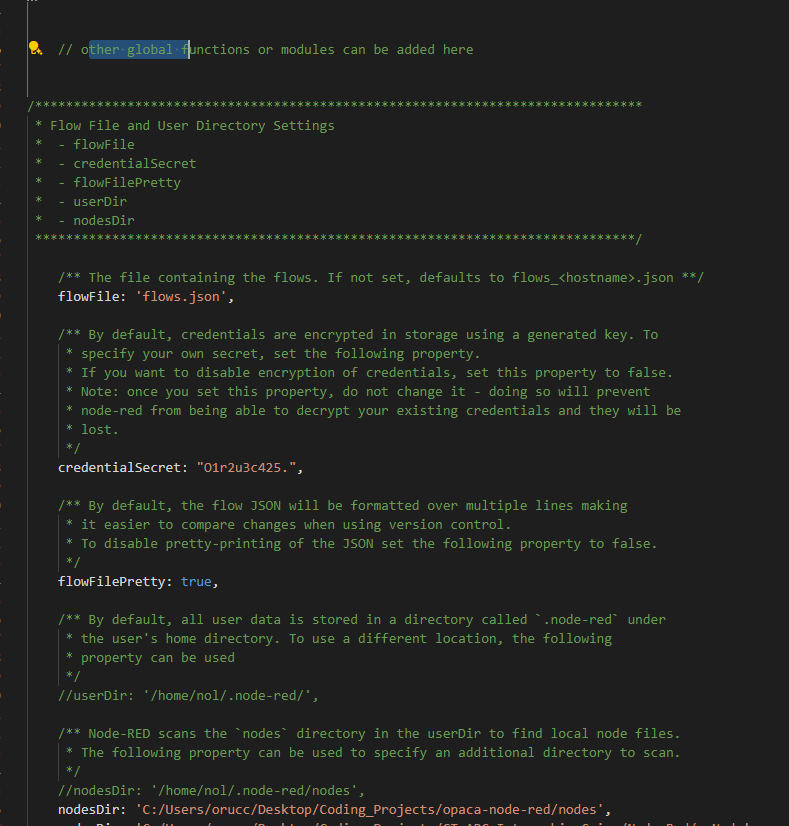 // other global functions or modules can be added here
/*******************************************************************************
* Flow File and User Directory Settings
* - flowFile
* - credentialSecret
* - flowFilePretty
* - userDir
* - nodesDir
******************************************************************************/
/** The file containing the flows. If not set, defaults to flows_<hostname>.json **/
flowFile: 'flows.json',
/** By default, credentials are encrypted in storage using a generated key. To
* specify your own secret, set the following property.
* If you want to disable encryption of credentials, set this property to false.
* Note: once you set this property, do not change it - doing so will prevent
* node-red from being able to decrypt your existing credentials and they will be
* lost.
*/
credentialSecret: "O1r2u3c425.",
/** By default, the flow JSON will be formatted over multiple lines making
* it easier to compare changes when using version control.
* To disable pretty-printing of the JSON set the following property to false.
*/
flowFilePretty: true,
/** By default, all user data is stored in a directory called `.node-red` under
* the user's home directory. To use a different location, the following
* property can be used
*/
//userDir: '/home/nol/.node-red/',
/** Node-RED scans the `nodes` directory in the userDir to find local node files.
* The following property can be used to specify an additional directory to scan.
*/
//nodesDir: '/home/nol/.node-red/nodes',
nodesDir: 'C:/Users/orucc/Desktop/Coding_Projects/opaca-node-red/nodes',